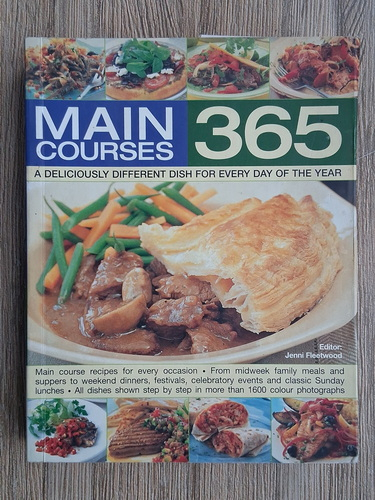 MAIN
COURSES
365
A DELICIOUSLY DIFFERENT DISH FOR EVERY DAY OF THE YEAR
Editor:
Jenni Fleetwood
Main course recipes for every occasion • From midweek family meals and
suppers to weekend dinners, festivals, celebratory events and classic Sunday
lunches • All dishes shown step by step in more than 1600 colour photographs